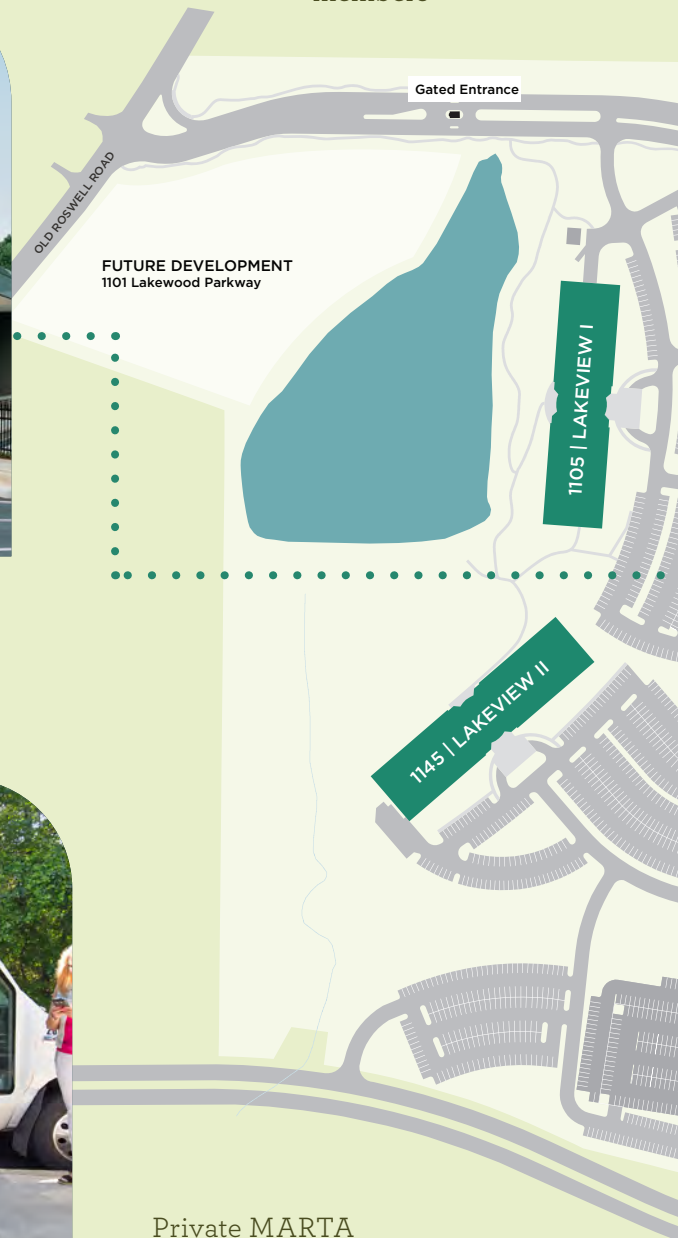 Gated Entrance
OLD ROSWELL ROAD
FUTURE DEVELOPMENT
1101 Lakewood Parkway
1105 | LAKEVIEW I
1145 | LAKEVIEW II
Private MARTA